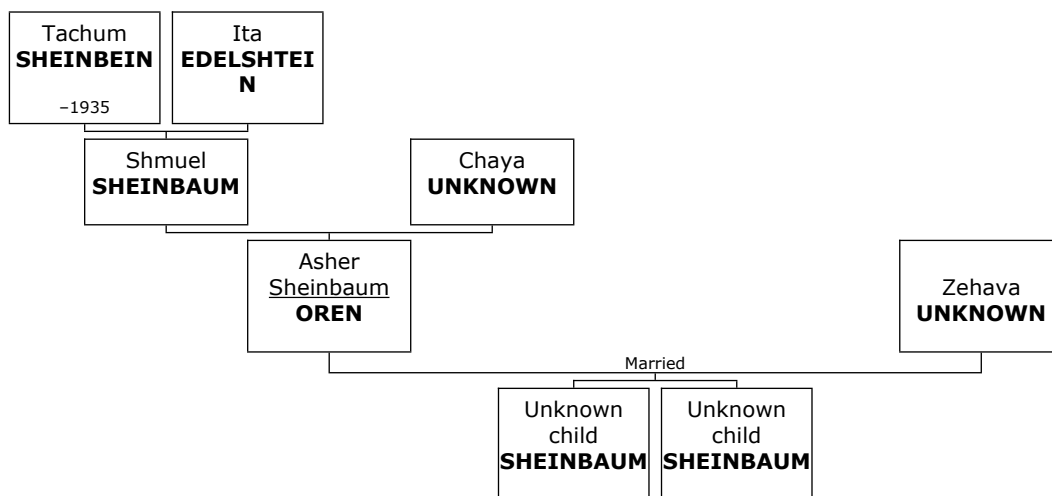 Tachum
SHEINBEIN
–1935
Ita
EDELSHTEI
N
Shmuel
SHEINBAUM
Chaya
UNKNOWN
Asher
Sheinbaum
OREN
Zehava
UNKNOWN
Married
Unknown
child
SHEINBAUM
Unknown
child
SHEINBAUM